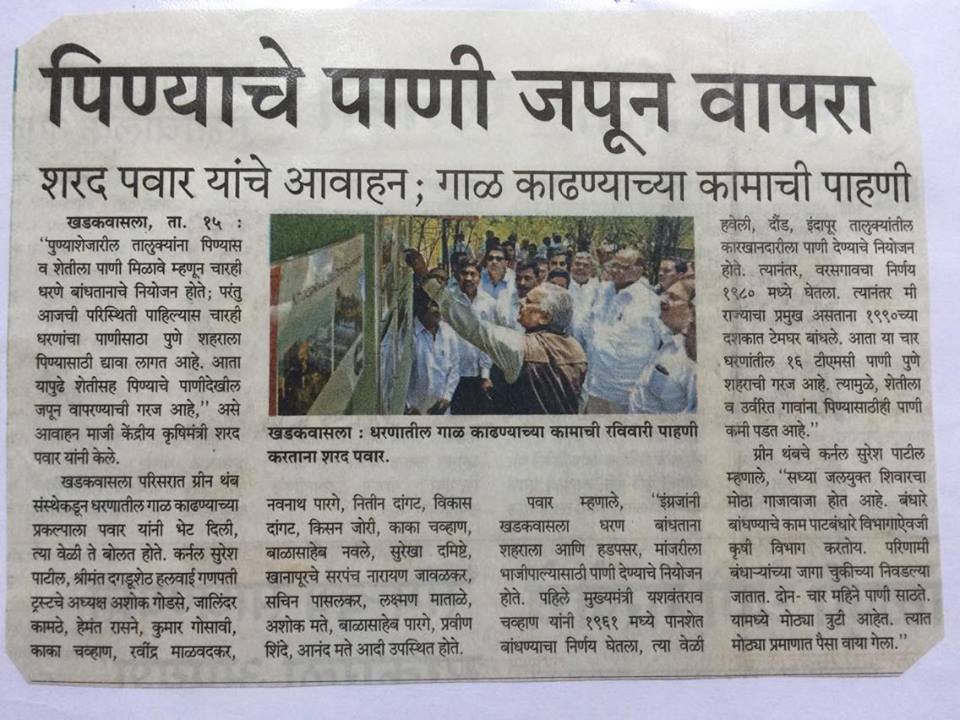 पिण्याचे पाणी जपून वापरा
शरद पवार यांचे आवाहन; गाळ काढण्याच्या कामाची पाहणी
खडकवासला, ता. १५ :
"पुण्याशेजारील तालुक्यांना पिण्यास
व शेतीला पाणी मिळावे म्हणून चारही
धरणे बांधतानाचे नियोजन होते; परंतु
आजची परिस्थिती पाहिल्यास चारही
धरणांचा पाणीसाठा पुणे शहराला
पिण्यासाठी द्यावा लागत आहे. आता
यापुढे शेतीसह पिण्याचे पाणीदेखील
जपून वापरण्याची गरज आहे," असे
आवाहन माजी केंद्रीय कृषिमंत्री शरद
पवार यांनी केले.
खडकवासला परिसरात ग्रीन थंब
संस्थेकडून धरणातील गाळ काढण्याच्या
प्रकल्पाला पवार यांनी भेट दिली,
त्या वेळी ते बोलत होते. कर्नल सुरेश
पाटील, श्रीमंत दगडूशेठ हलवाई गणपती
ट्रस्टचे अध्यक्ष अशोक गोडसे, जालिंदर
कामठे, हेमंत रासने, कुमार गोसावी,
काका चव्हाण, रवींद्र माळवदकर,
खडकवासला : धरणातील गाळ काढण्याच्या कामाची रविवारी पाहणी
करताना शरद पवार.
नवनाथ पारगे, नितीन दांगट, विकास
दांगट, किसन जोरी, काका चव्हाण,
बाळासाहेब नवले, सुरेखा दमिष्टे,
खानापूरचे सरपंच नारायण जावळकर,
सचिन पासलकर, लक्ष्मण माताळे,
अशोक मते, बाळासाहेब पारगे, प्रवीण
शिंदे, आनंद मते आदी उपस्थित होते.
पवार म्हणाले, "इंग्रजांनी
खडकवासला धरण बांधताना
शहराला आणि हडपसर, मांजरीला
भाजीपाल्यासाठी पाणी देण्याचे नियोजन
होते. पहिले मुख्यमंत्री यशवंतराव
चव्हाण यांनी १९६१ मध्ये पानशेत
बांधण्याचा निर्णय घेतला, त्या वेळी
हवेली, दौंड, इंदापूर तालुक्यांतील
कारखानदारीला पाणी देण्याचे नियोजन
होते. त्यानंतर, वरसगावचा निर्णय
१९८० मध्ये घेतला. त्यानंतर मी
राज्याचा प्रमुख असताना १९९०च्या
दशकात टेमघर बांधले. आता या चार
धरणांतील १६ टीएमसी पाणी पुणे
शहराची गरज आहे. त्यामुळे, शेतीला
व उर्वरित गावांना पिण्यासाठीही पाणी
कमी पडत आहे."
ग्रीन थंबचे कर्नल सुरेश पाटील
म्हणाले, "सध्या जलयुक्त शिवारचा
मोठा गाजावाजा होत आहे. बंधारे
बांधण्याचे काम पाटबंधारे विभागाऐवजी
कृषी विभाग करतोय. परिणामी
बंधाऱ्यांच्या जागा चुकीच्या निवडल्या
जातात. दोन- चार महिने पाणी साठते.
यामध्ये मोठ्या त्रुटी आहेत. त्यात
मोठ्या प्रमाणात पैसा वाया गेला."